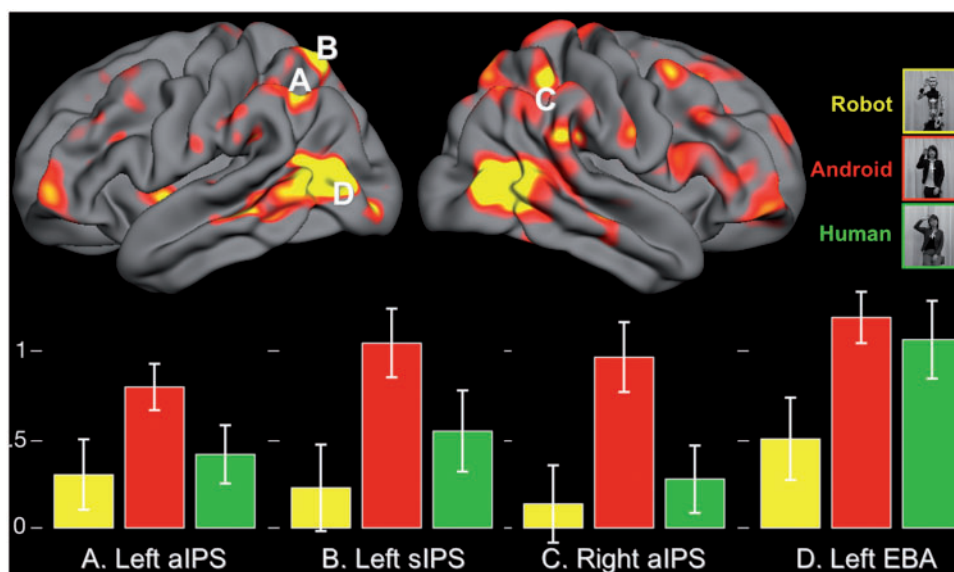 B
A
C
D
Robot
Android
Human
1
.5
0
A. Left aIPS
B. Left sIPS
C. Right aIPS
D. Left EBA